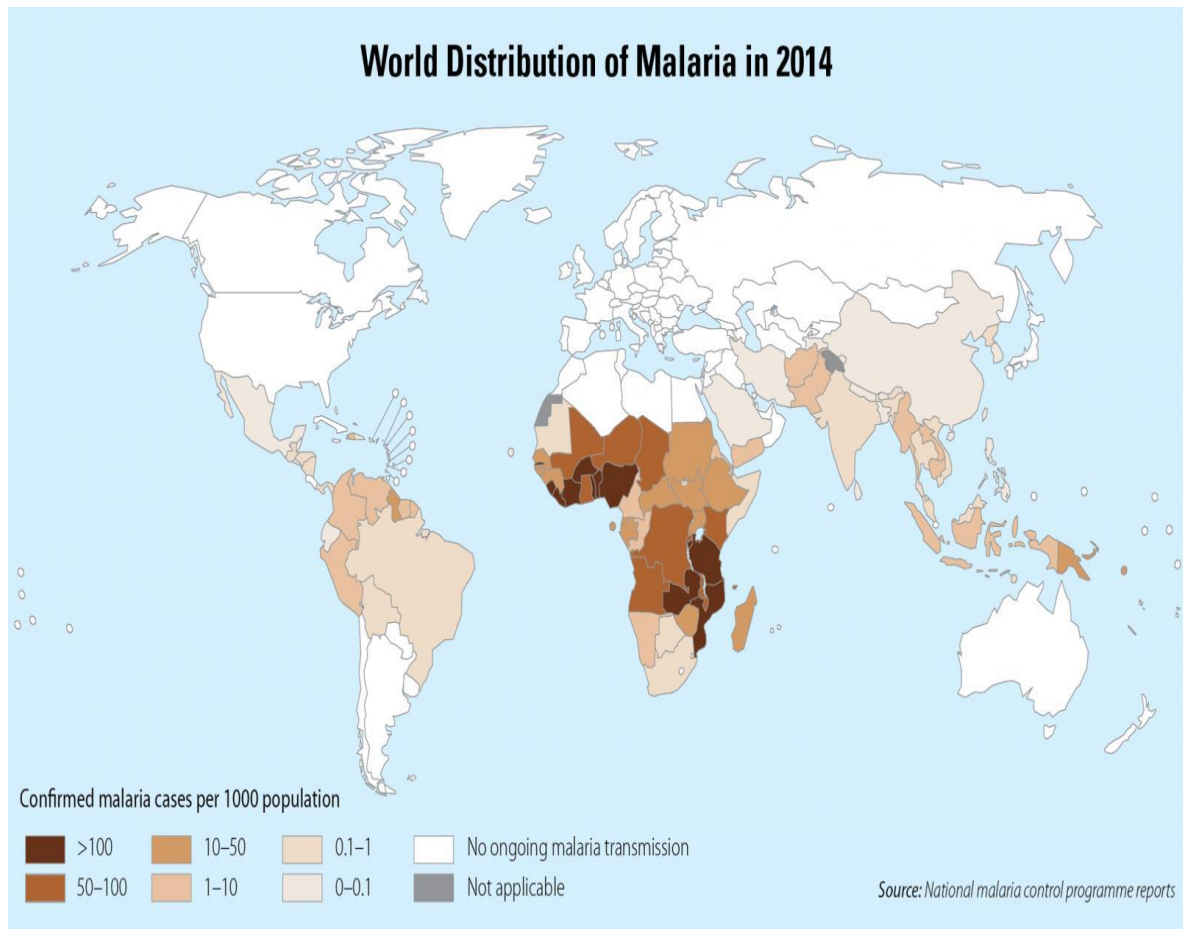 World Distribution of Malaria in 2014
Confirmed malaria cases per 1000 population
>100
10–50
0.1–1
No ongoing malaria transmission
50–100
1–10
0–0.1
Not applicable
Source: National malaria control programme reports